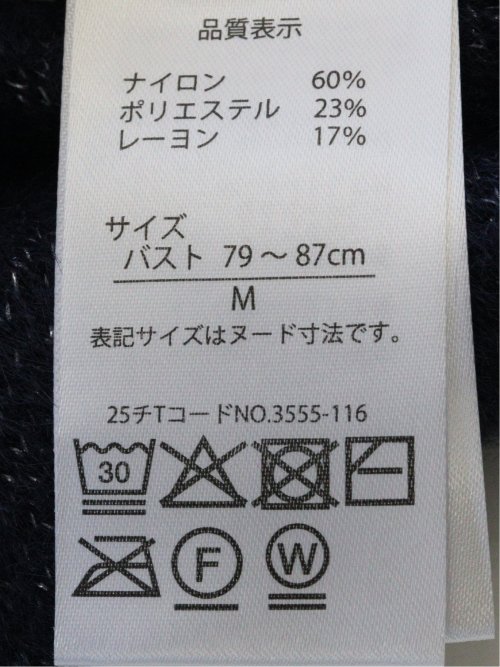 品質表示
ナイロン 60%
ポリエステル 23%
レーヨン 17%
サイズ
バスト 79～87cm
M
表記サイズはヌード寸法です。
25チTコードNO.3555-116
30
F W